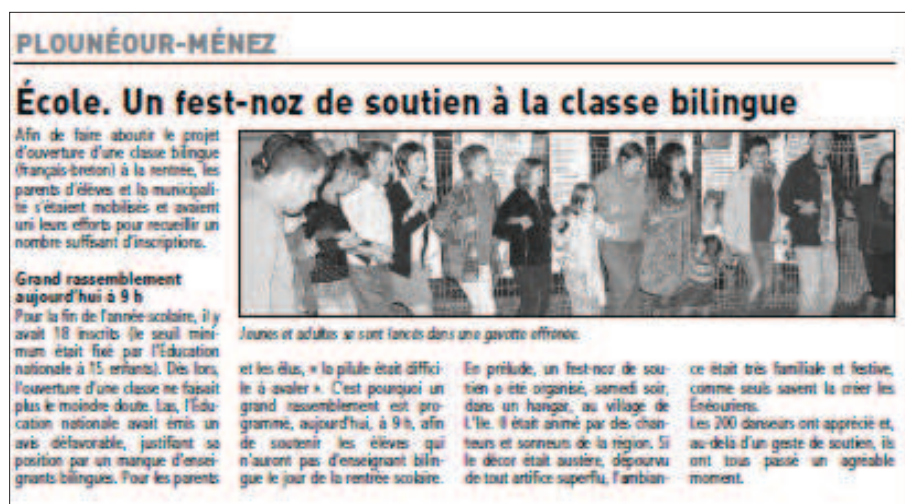 PLOUNÉOUR-MÉNEZ
École. Un fest-noz de soutien à la classe bilingue
Afin de faire aboutir le projet
d'ouverture d'une classe bilingue
(français-breton) à la rentrée, les
parents d'élèves et la municipali-
té s'étaient mobilisés et avaient
uni leurs efforts pour recueillir un
nombre suffisant d'inscriptions.
Grand rassemblement
aujourd'hui à 9 h
Pour la fin de l'année-scolaire, il y
avait 18 inscrits (le seuil mini-
mum était fixé par l'Éducation
nationale à 15 enfants). Dès lors,
l'ouverture d'une classe ne faisait
plus le moindre doute. Las, l'Édu-
cation nationale avait émis un
avis défavorable, justifiant sa
position par un manque d'ensei-
gnants bilingues. Pour les parents
Jeunes et adultes se sont lancés dans une gavotte effrénée.
et les élus, « la pilule était diffici-
le à avaler ». C'est pourquoi un
grand rassemblement est pro-
grammé, aujourd'hui, à 9 h, afin
de soutenir les élèves qui
n'auront pas d'enseignant bilin-
gue le jour de la rentrée scolaire.
En prélude, un fest-noz de sou-
tien a été organisé, samedi soir,
dans un hangar, au village de
L'Ile. Il était animé par des chan-
teurs et sonneurs de la région. Si
le décor était austère, dépourvu
de tout artifice superflu, l'ambian-
ce était très familiale et festive,
comme seuls savent la créer les
Énéouriens.
Les 200 danseurs ont apprécié et,
au-delà d'un geste de soutien, ils
ont tous passé un agréable
moment.